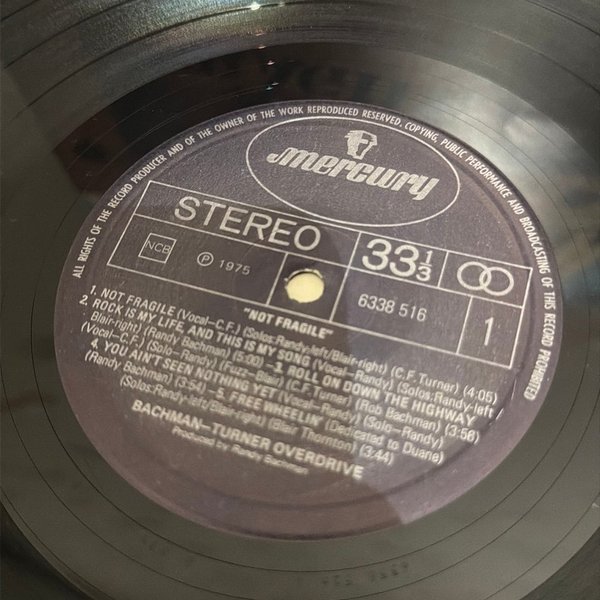 ALL RIGHTS OF THE RECORD PRODUCER AND OF THE OWNER OF THE WORK REPRODUCED RESERVED. COPYING, PUBLIC PERFORMANCE AND BROADCASTING OF THIS RECORD PROHIBITED
mercury
STEREO
33 1/3
NCB
Ⓟ 1975
6338 516
1
"NOT FRAGILE"
1. NOT FRAGILE (Vocal-C.F.) (Solos:Randy-left/Blair-right) (C.F. Turner) (4:05)
2. ROCK IS MY LIFE, AND THIS IS MY SONG (Vocal-Randy) (Solos:Randy-left/
Blair-right) (Randy Bachman) (5:00)-3. ROLL ON DOWN THE HIGHWAY
(Vocal-C.F.) (Solo-Randy) (Fuzz-Blair) (C.F. Turner) (Rob Bachman) (3:56)
4. YOU AIN'T SEEN NOTHING YET (Vocal-Randy) (Solo-Randy)
(Randy Bachman) (3:54)-5. FREE WHEELIN' (Dedicated to Duane)
(Solos:Randy-left/Blair-right) (Blair Thornton) (3:44)
BACHMAN-TURNER OVERDRIVE
Produced by Randy Bachman